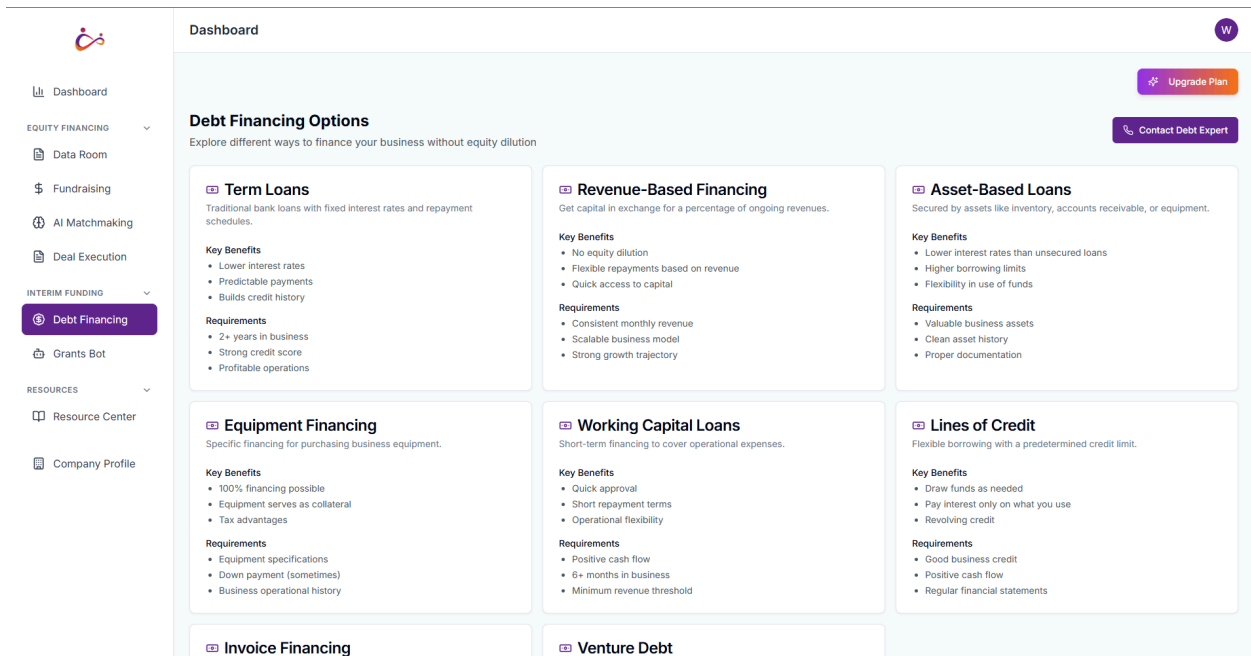 Dashboard
W
Dashboard
Upgrade Plan
EQUITY FINANCING
Data Room
Fundraising
AI Matchmaking
Deal Execution
INTERIM FUNDING
Debt Financing
Grants Bot
RESOURCES
Resource Center
Company Profile
Debt Financing Options
Explore different ways to finance your business without equity dilution
Contact Debt Expert
Term Loans
Traditional bank loans with fixed interest rates and repayment
schedules.
Key Benefits
• Lower interest rates
• Predictable payments
• Builds credit history
Requirements
• 2+ years in business
• Strong credit score
• Profitable operations
Revenue-Based Financing
Get capital in exchange for a percentage of ongoing revenues.
Key Benefits
• No equity dilution
• Flexible repayments based on revenue
• Quick access to capital
Requirements
• Consistent monthly revenue
• Scalable business model
• Strong growth trajectory
Asset-Based Loans
Secured by assets like inventory, accounts receivable, or equipment.
Key Benefits
• Lower interest rates than unsecured loans
• Higher borrowing limits
• Flexibility in use of funds
Requirements
• Valuable business assets
• Clean asset history
• Proper documentation
Equipment Financing
Specific financing for purchasing business equipment.
Key Benefits
• 100% financing possible
• Equipment serves as collateral
• Tax advantages
Requirements
• Equipment specifications
• Down payment (sometimes)
• Business operational history
Working Capital Loans
Short-term financing to cover operational expenses.
Key Benefits
• Quick approval
• Short repayment terms
• Operational flexibility
Requirements
• Positive cash flow
• 6+ months in business
• Minimum revenue threshold
Lines of Credit
Flexible borrowing with a predetermined credit limit.
Key Benefits
• Draw funds as needed
• Pay interest only on what you use
• Revolving credit
Requirements
• Good business credit
• Positive cash flow
• Regular financial statements
Invoice Financing
Venture Debt